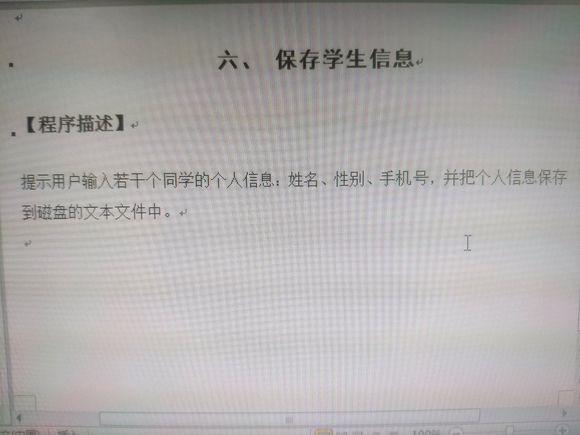 六、 保存学生信息
【程序描述】
提示用户输入若干个同学的个人信息：姓名、性别、手机号，并把个人信息保存
到磁盘的文本文件中。
100%